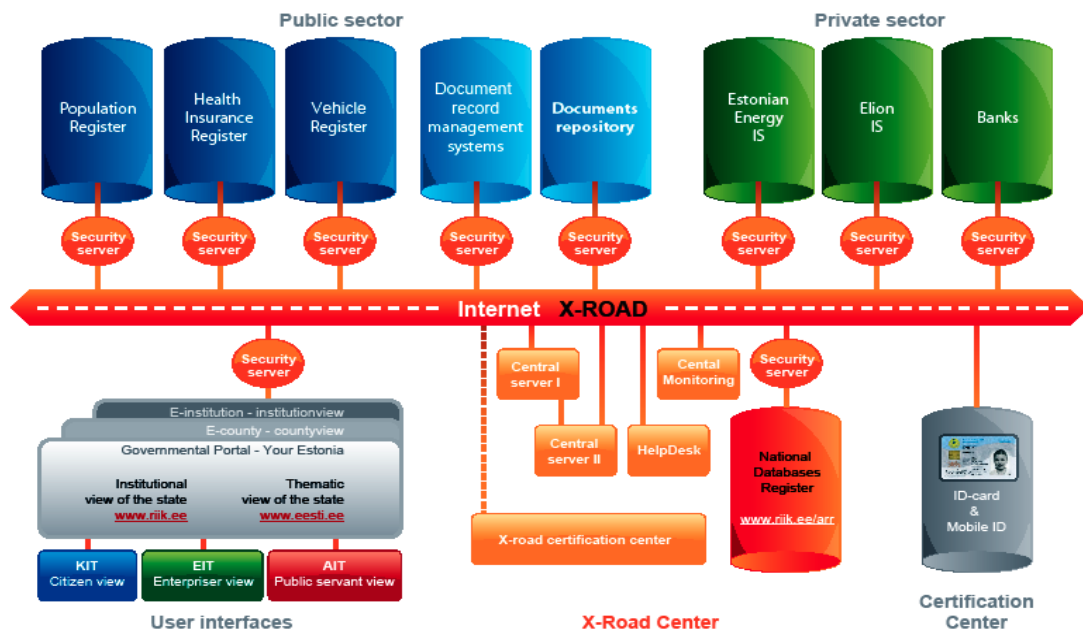 Public sector
Private sector
Population
Register
Health
Insurance
Register
Vehicle
Register
Document
record
management
systems
Documents
repository
Estonian
Energy
IS
Elion
IS
Banks
Security
server
Security
server
Security
server
Security
server
Security
server
Security
server
Security
server
Security
server
Internet X-ROAD
Security
server
Central
server I
Cental
Monitoring
Security
server
E-institution - institutionview
E-county - countyview
Governmental Portal - Your Estonia
Institutional
view of the state
www.riik.ee
Thematic
view of the state
www.eesti.ee
Central
server II
HelpDesk
National
Databases
Register
www.riik.ee/arr
ID-card
&
Mobile ID
X-road certification center
KIT
Citizen view
EIT
Enterpriser view
AIT
Public servant view
User interfaces
X-Road Center
Certification
Center